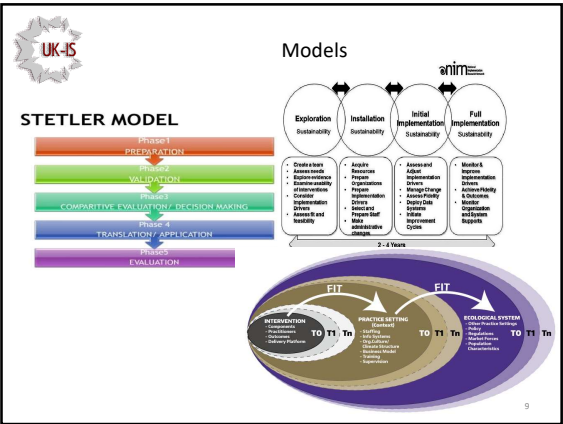 UK-IS
Models
nirn
STETLER MODEL
Phase1
PREPARATION
Phase2
VALIDATION
Phase3
COMPARITIVE EVALUATION/ DECISION MAKING
Phase 4
TRANSLATION/ APPLICATION
Phase5
EVALUATION
Exploration
Sustainability
Installation
Sustainability
Initial
Implementation
Sustainability
Full
Implementation
Sustainability
• Create a team
• Assess needs
• Explore evidence
• Examine usability
of interventions
• Consider
Implementation
Drivers
• Assess fit and
feasibility
• Acquire
Resources
• Prepare
Organizations
• Prepare
Implementation
Drivers
• Select and
Prepare Staff
• Make
administrative
changes
• Assess and
Adjust
Implementation
Drivers
• Manage Change
• Assess Fidelity
• Deploy Data
Systems
• Initiate
Improvement
Cycles
• Monitor &
Improve
Implementation
Drivers
• Achieve Fidelity
& Outcomes
• Monitor
Organization
and System
Supports
2 - 4 Years
FIT
FIT
INTERVENTION
- Components
- Practitioners
- Outcomes
- Delivery Platform
T0 T1 Tn
PRACTICE SETTING
(Context)
- Staffing
- Info Systems
- Org.Culture/
Climate Structure
- Business Model
- Training
- Supervision
T0 T1 Tn
ECOLOGICAL SYSTEM
- Other Practice Settings
- Policy
- Regulations
- Market Forces
- Population
Characteristics
T0 T1 Tn
9